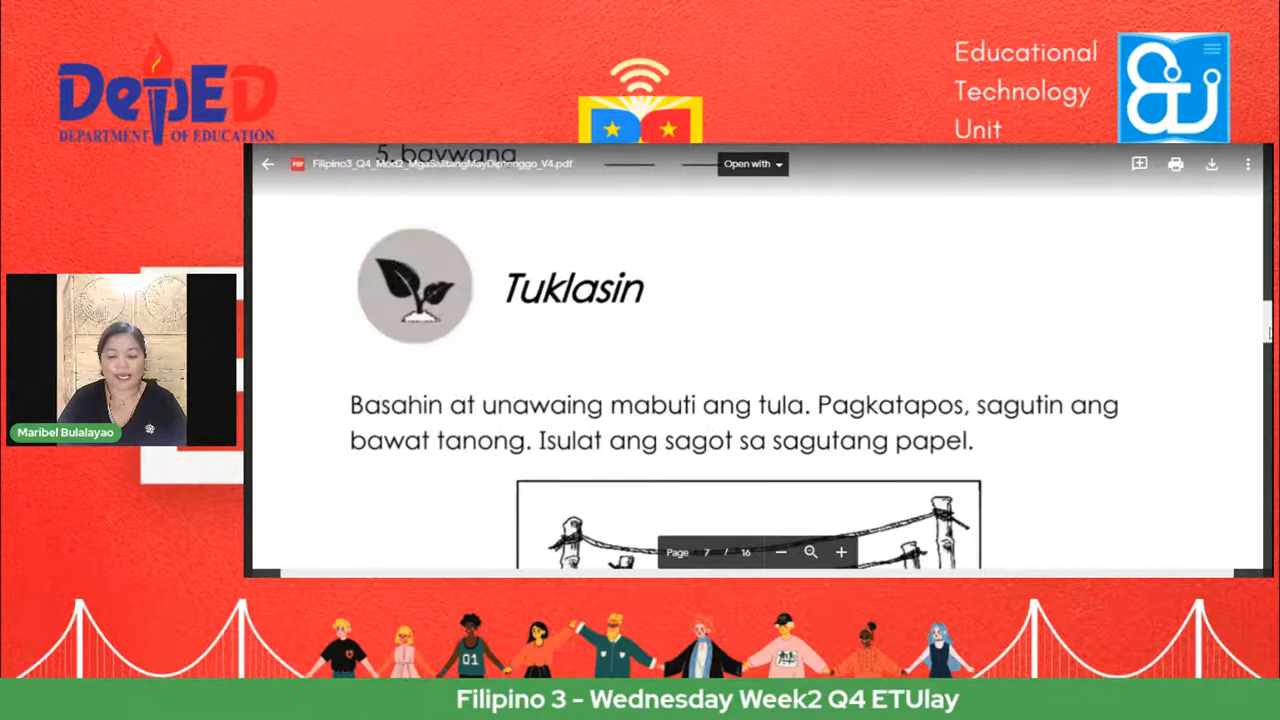 DepED
DEPARTMENT OF EDUCATION
Educational
Technology
Unit
5. baywang
Filipino3_Q4_Mod2_MgaSalitangMayDiptonggo_V4.pdf
Open with
Tuklasin
Basahin at unawaing mabuti ang tula. Pagkatapos, sagutin ang
bawat tanong. Isulat ang sagot sa sagutang papel.
Page 7 / 16
Maribel Bulalayao
01
Filipino 3 - Wednesday Week2 Q4 ETUlay